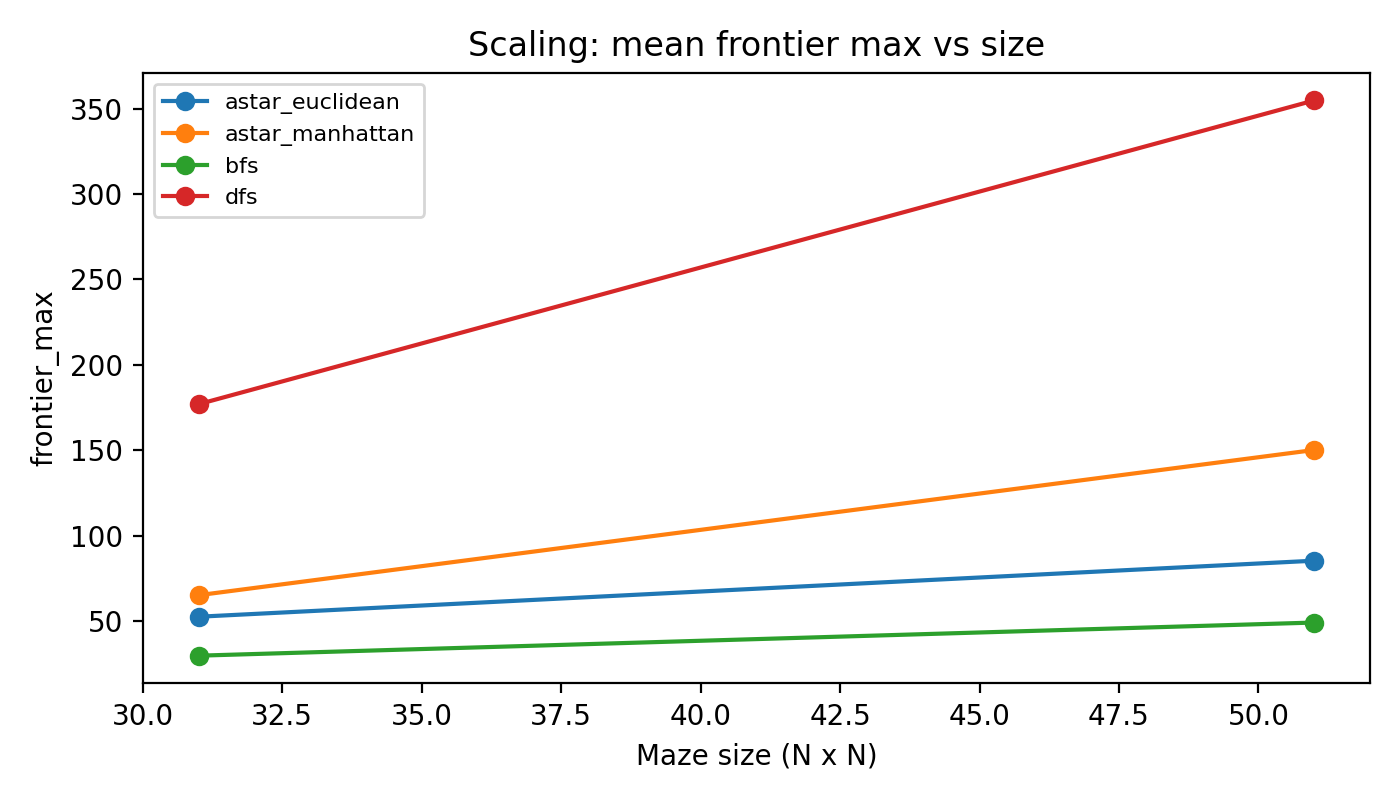 Scaling: mean frontier max vs size
astar_euclidean
astar_manhattan
bfs
dfs
frontier_max
350
300
250
200
150
100
50
30.0 32.5 35.0 37.5 40.0 42.5 45.0 47.5 50.0
Maze size (N x N)